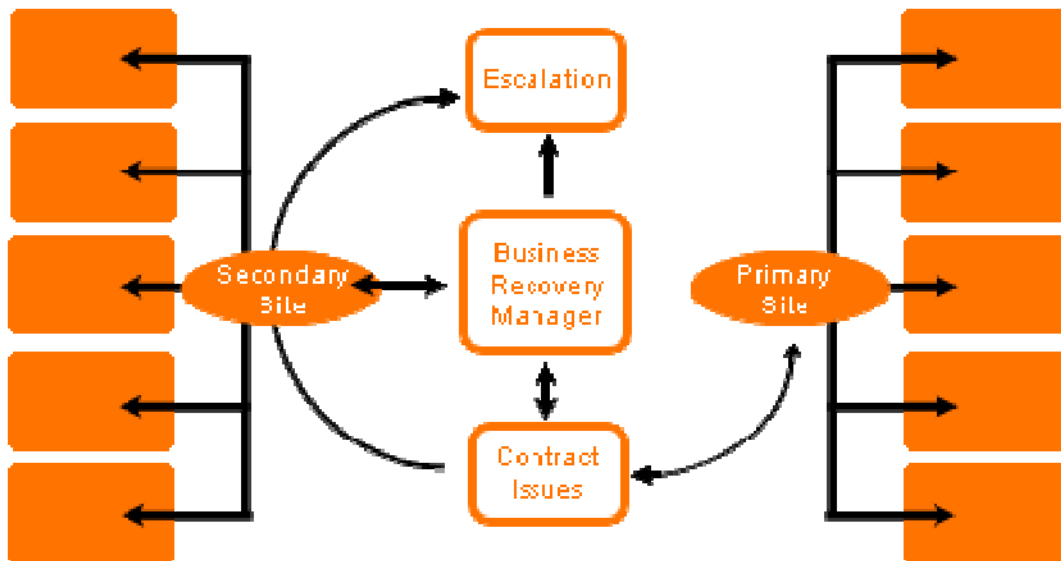 Escalation
Secondary
Site
Business
Recovery
Manager
Primary
Site
Contract
Issues